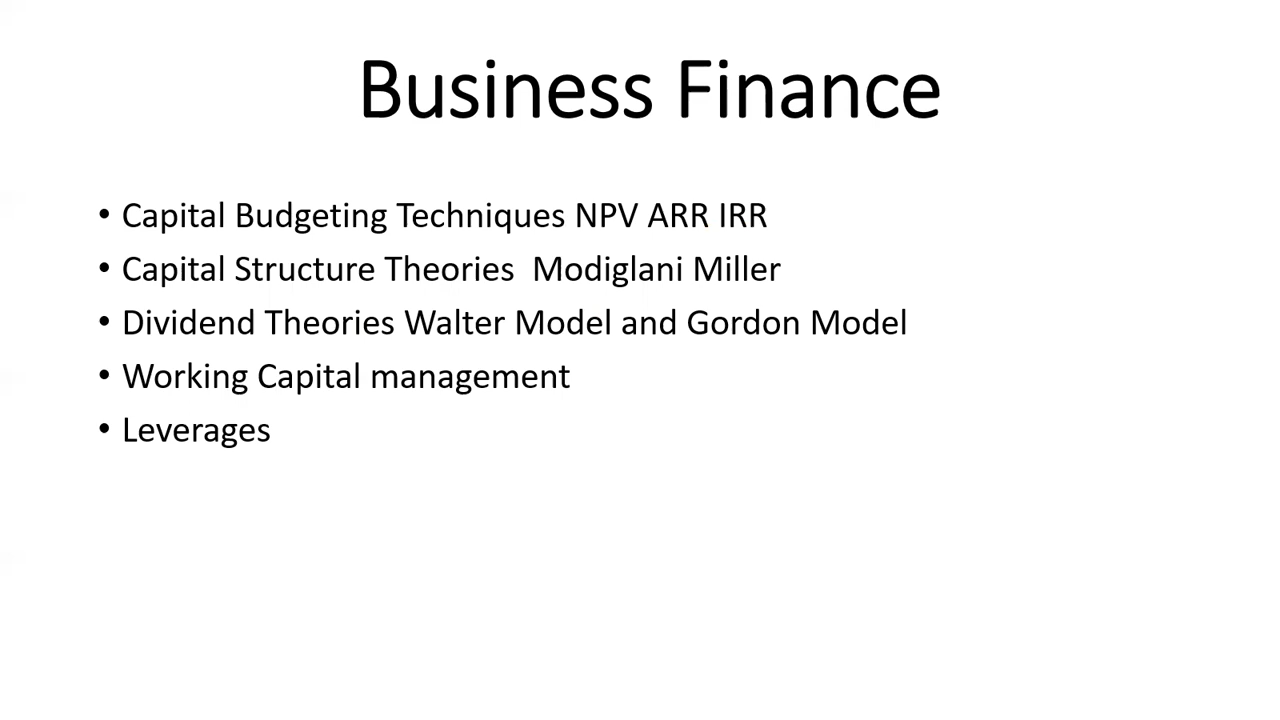 Business Finance
• Capital Budgeting Techniques NPV ARR IRR
• Capital Structure Theories  Modiglani Miller
• Dividend Theories Walter Model and Gordon Model
• Working Capital management
• Leverages